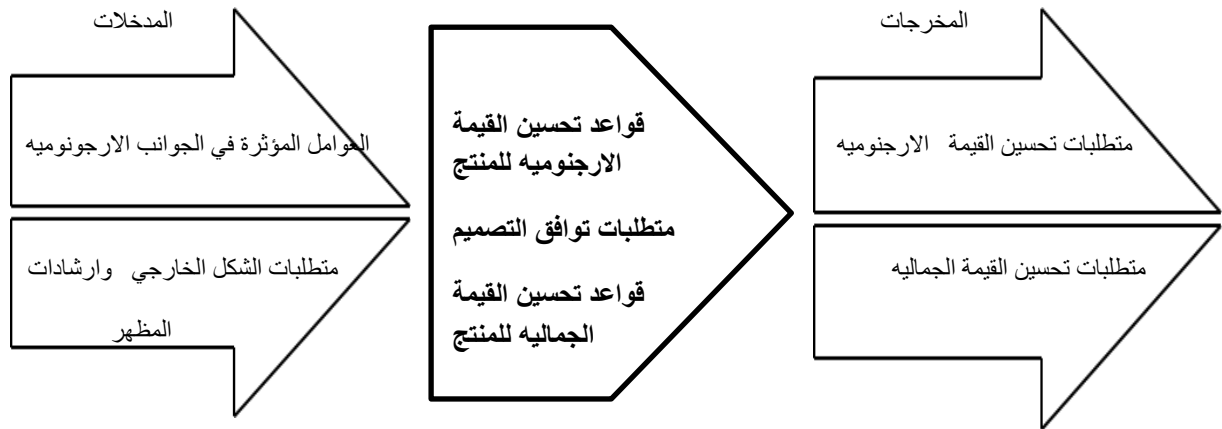 المدخلات
العوامل المؤثرة في الجوانب الارجونوميه
متطلبات الشكل الخارجي وارشادات
المظهر
قواعد تحسين القيمة
الارجنوميه للمنتج
متطلبات توافق التصميم
قواعد تحسين القيمة
الجماليه للمنتج
المخرجات
متطلبات تحسين القيمة الارجنوميه
متطلبات تحسين القيمة الجماليه